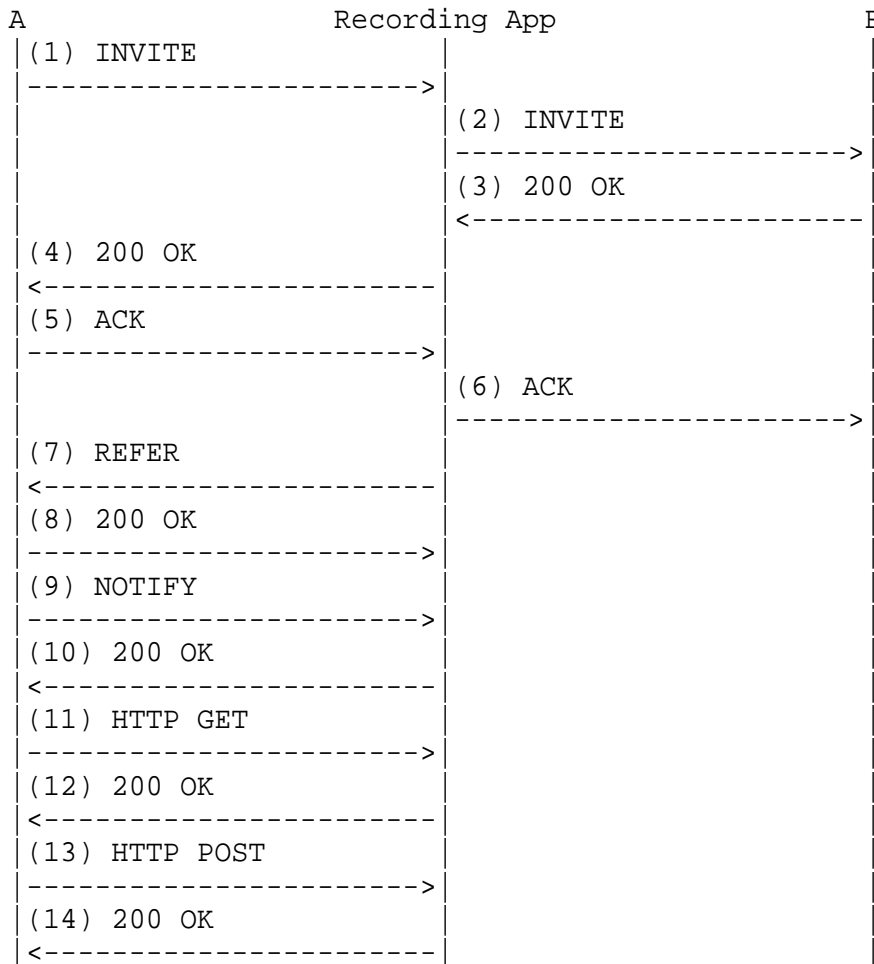 A Recording App
(1) INVITE
(2) INVITE
(3) 200 OK
(4) 200 OK
(5) ACK
(6) ACK
(7) REFER
(8) 200 OK
(9) NOTIFY
(10) 200 OK
(11) HTTP GET
(12) 200 OK
(13) HTTP POST
(14) 200 OK